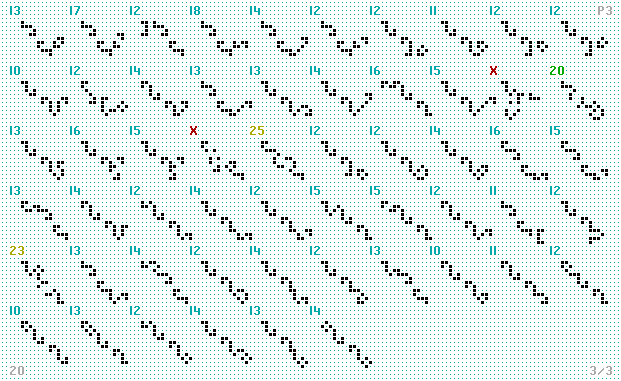 13 17 12 18 14 12 12 11 12 12 P3
10 12 14 13 13 14 16 15 X 20
13 16 15 X 25 12 12 14 16 15
13 14 12 14 12 15 15 12 11 12
23 13 14 12 14 12 13 10 11 12
10 13 12 14 13 14
20 3/3